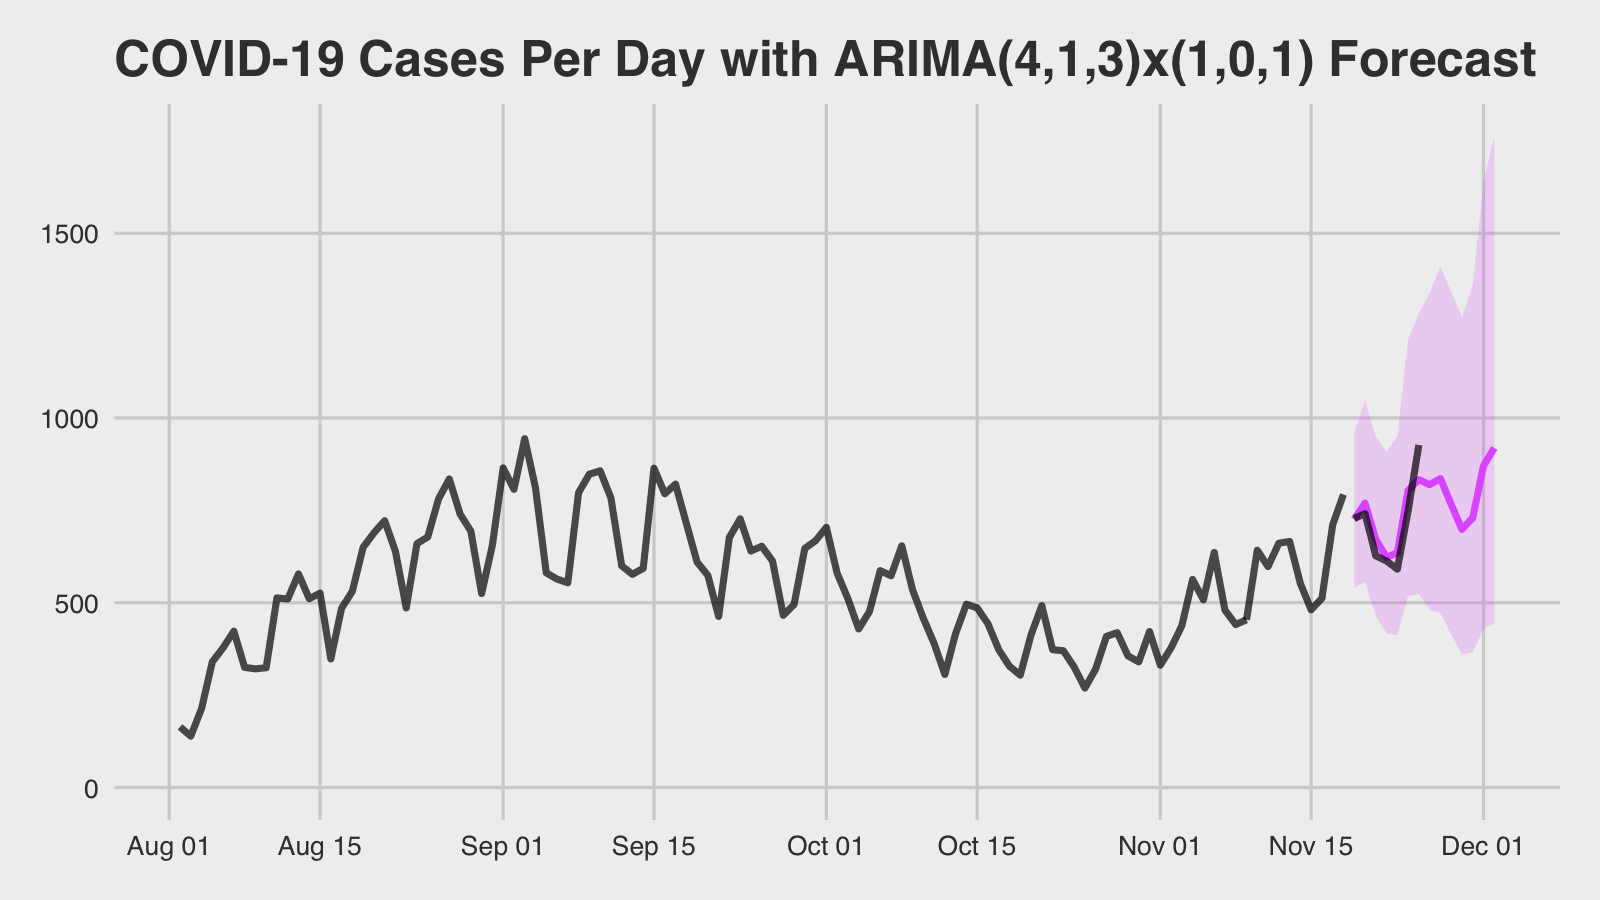 COVID-19 Cases Per Day with ARIMA(4,1,3)x(1,0,1) Forecast
1500
1000
500
0
Aug 01 Aug 15 Sep 01 Sep 15 Oct 01 Oct 15 Nov 01 Nov 15 Dec 01